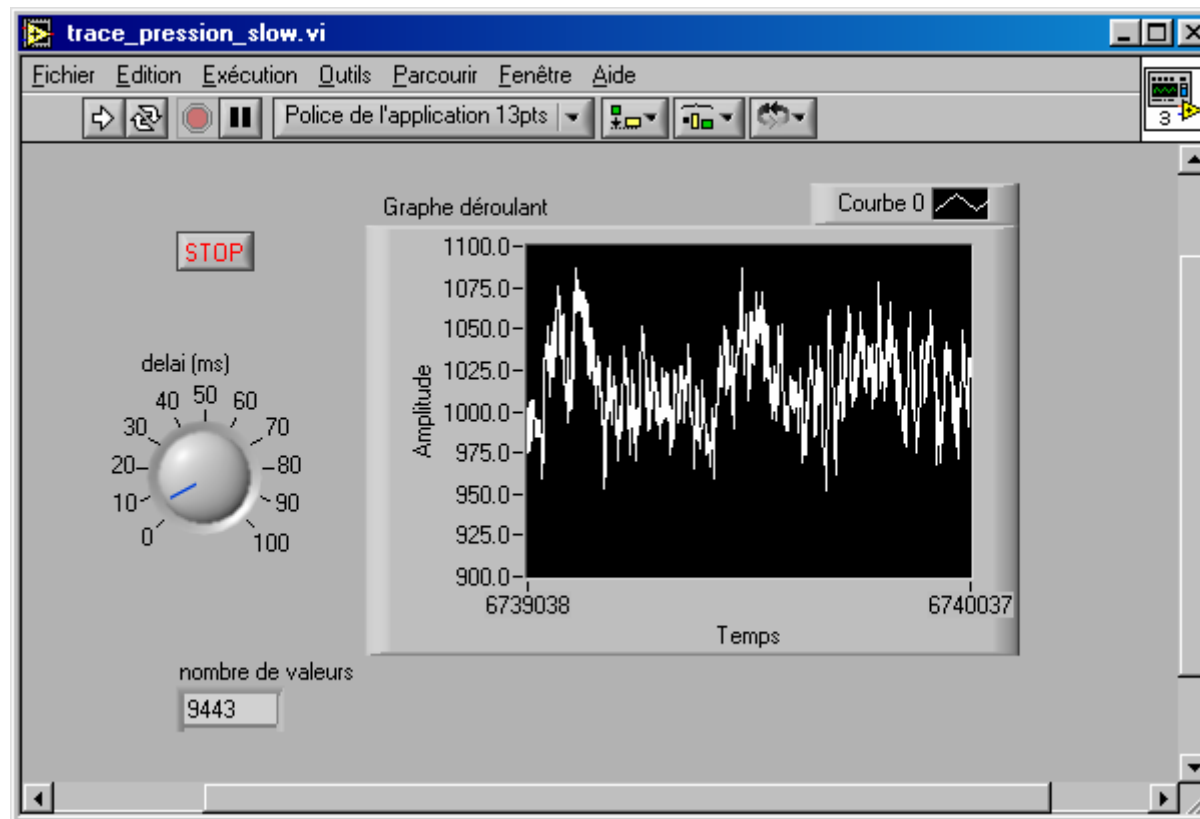 trace_pression_slow.vi
Fichier Edition Exécution Outils Parcourir Fenêtre Aide
Police de l'application 13pts
3
Graphe déroulant
Courbe 0
STOP
1100.0
1075.0
1050.0
1025.0
1000.0
975.0
950.0
925.0
900.0
Amplitude
6739038
6740037
Temps
delai (ms)
0
10
20
30
40
50
60
70
80
90
100
nombre de valeurs
9443